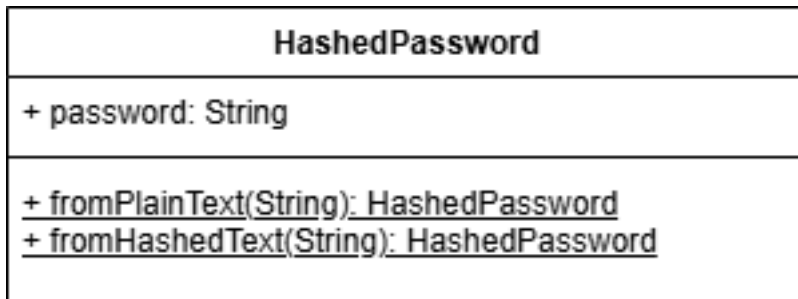 HashedPassword
+ password: String
+ fromPlainText(String): HashedPassword
+ fromHashedText(String): HashedPassword